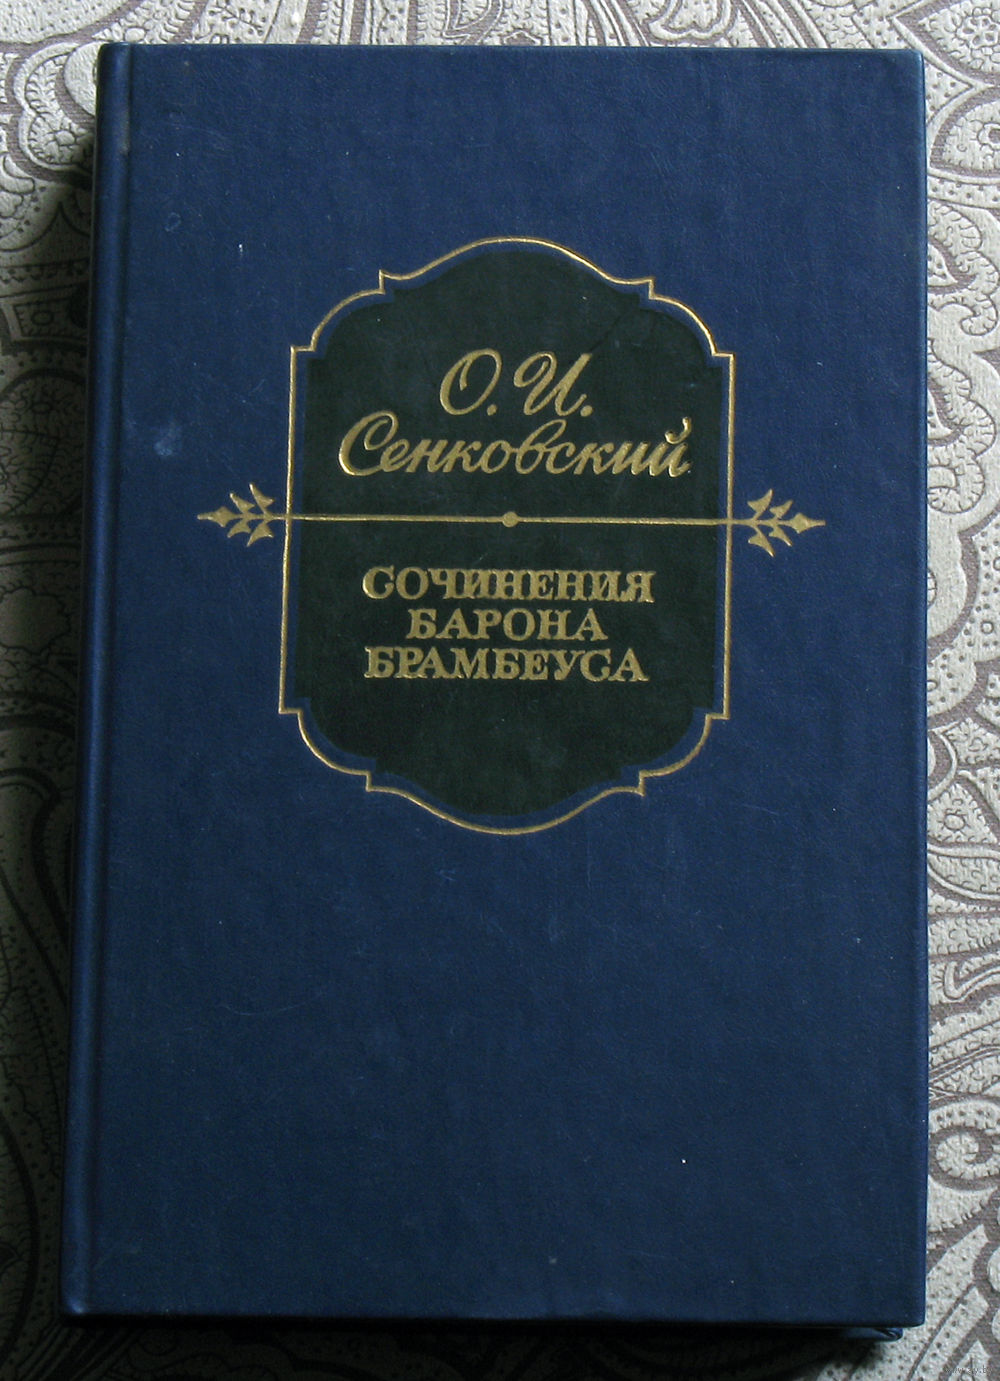 О. И.
Сенковский
СОЧИНЕНИЯ
БАРОНА
БРАМБЕУСА